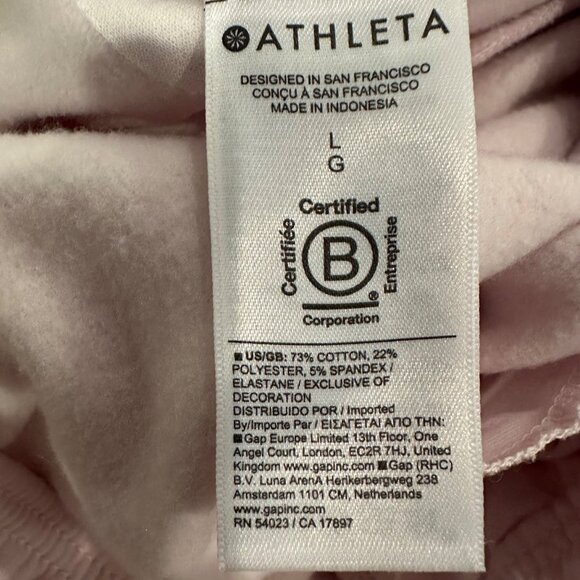 ATHLETA
DESIGNED IN SAN FRANCISCO
CONÇU À SAN FRANCISCO
MADE IN INDONESIA
L
G
Certified
Certifiée
B
Entreprise
®
Corporation
US/GB: 73% COTTON, 22%
POLYESTER, 5% SPANDEX /
ELASTANE / EXCLUSIVE OF
DECORATION
DISTRIBUIDO POR / Imported
By/Importe Par / ΕΙΣΑΓΕΤΑΙ ΑΠΟ ΤΗΝ:
Gap Europe Limited 13th Floor, One
Angel Court, London, EC2R 7HJ, United
Kingdom www.gapinc.com Gap (RHC)
B.V. Luna ArenA Herikerbergweg 238
Amsterdam 1101 CM, Netherlands
www.gapinc.com
RN 54023 / CA 17897